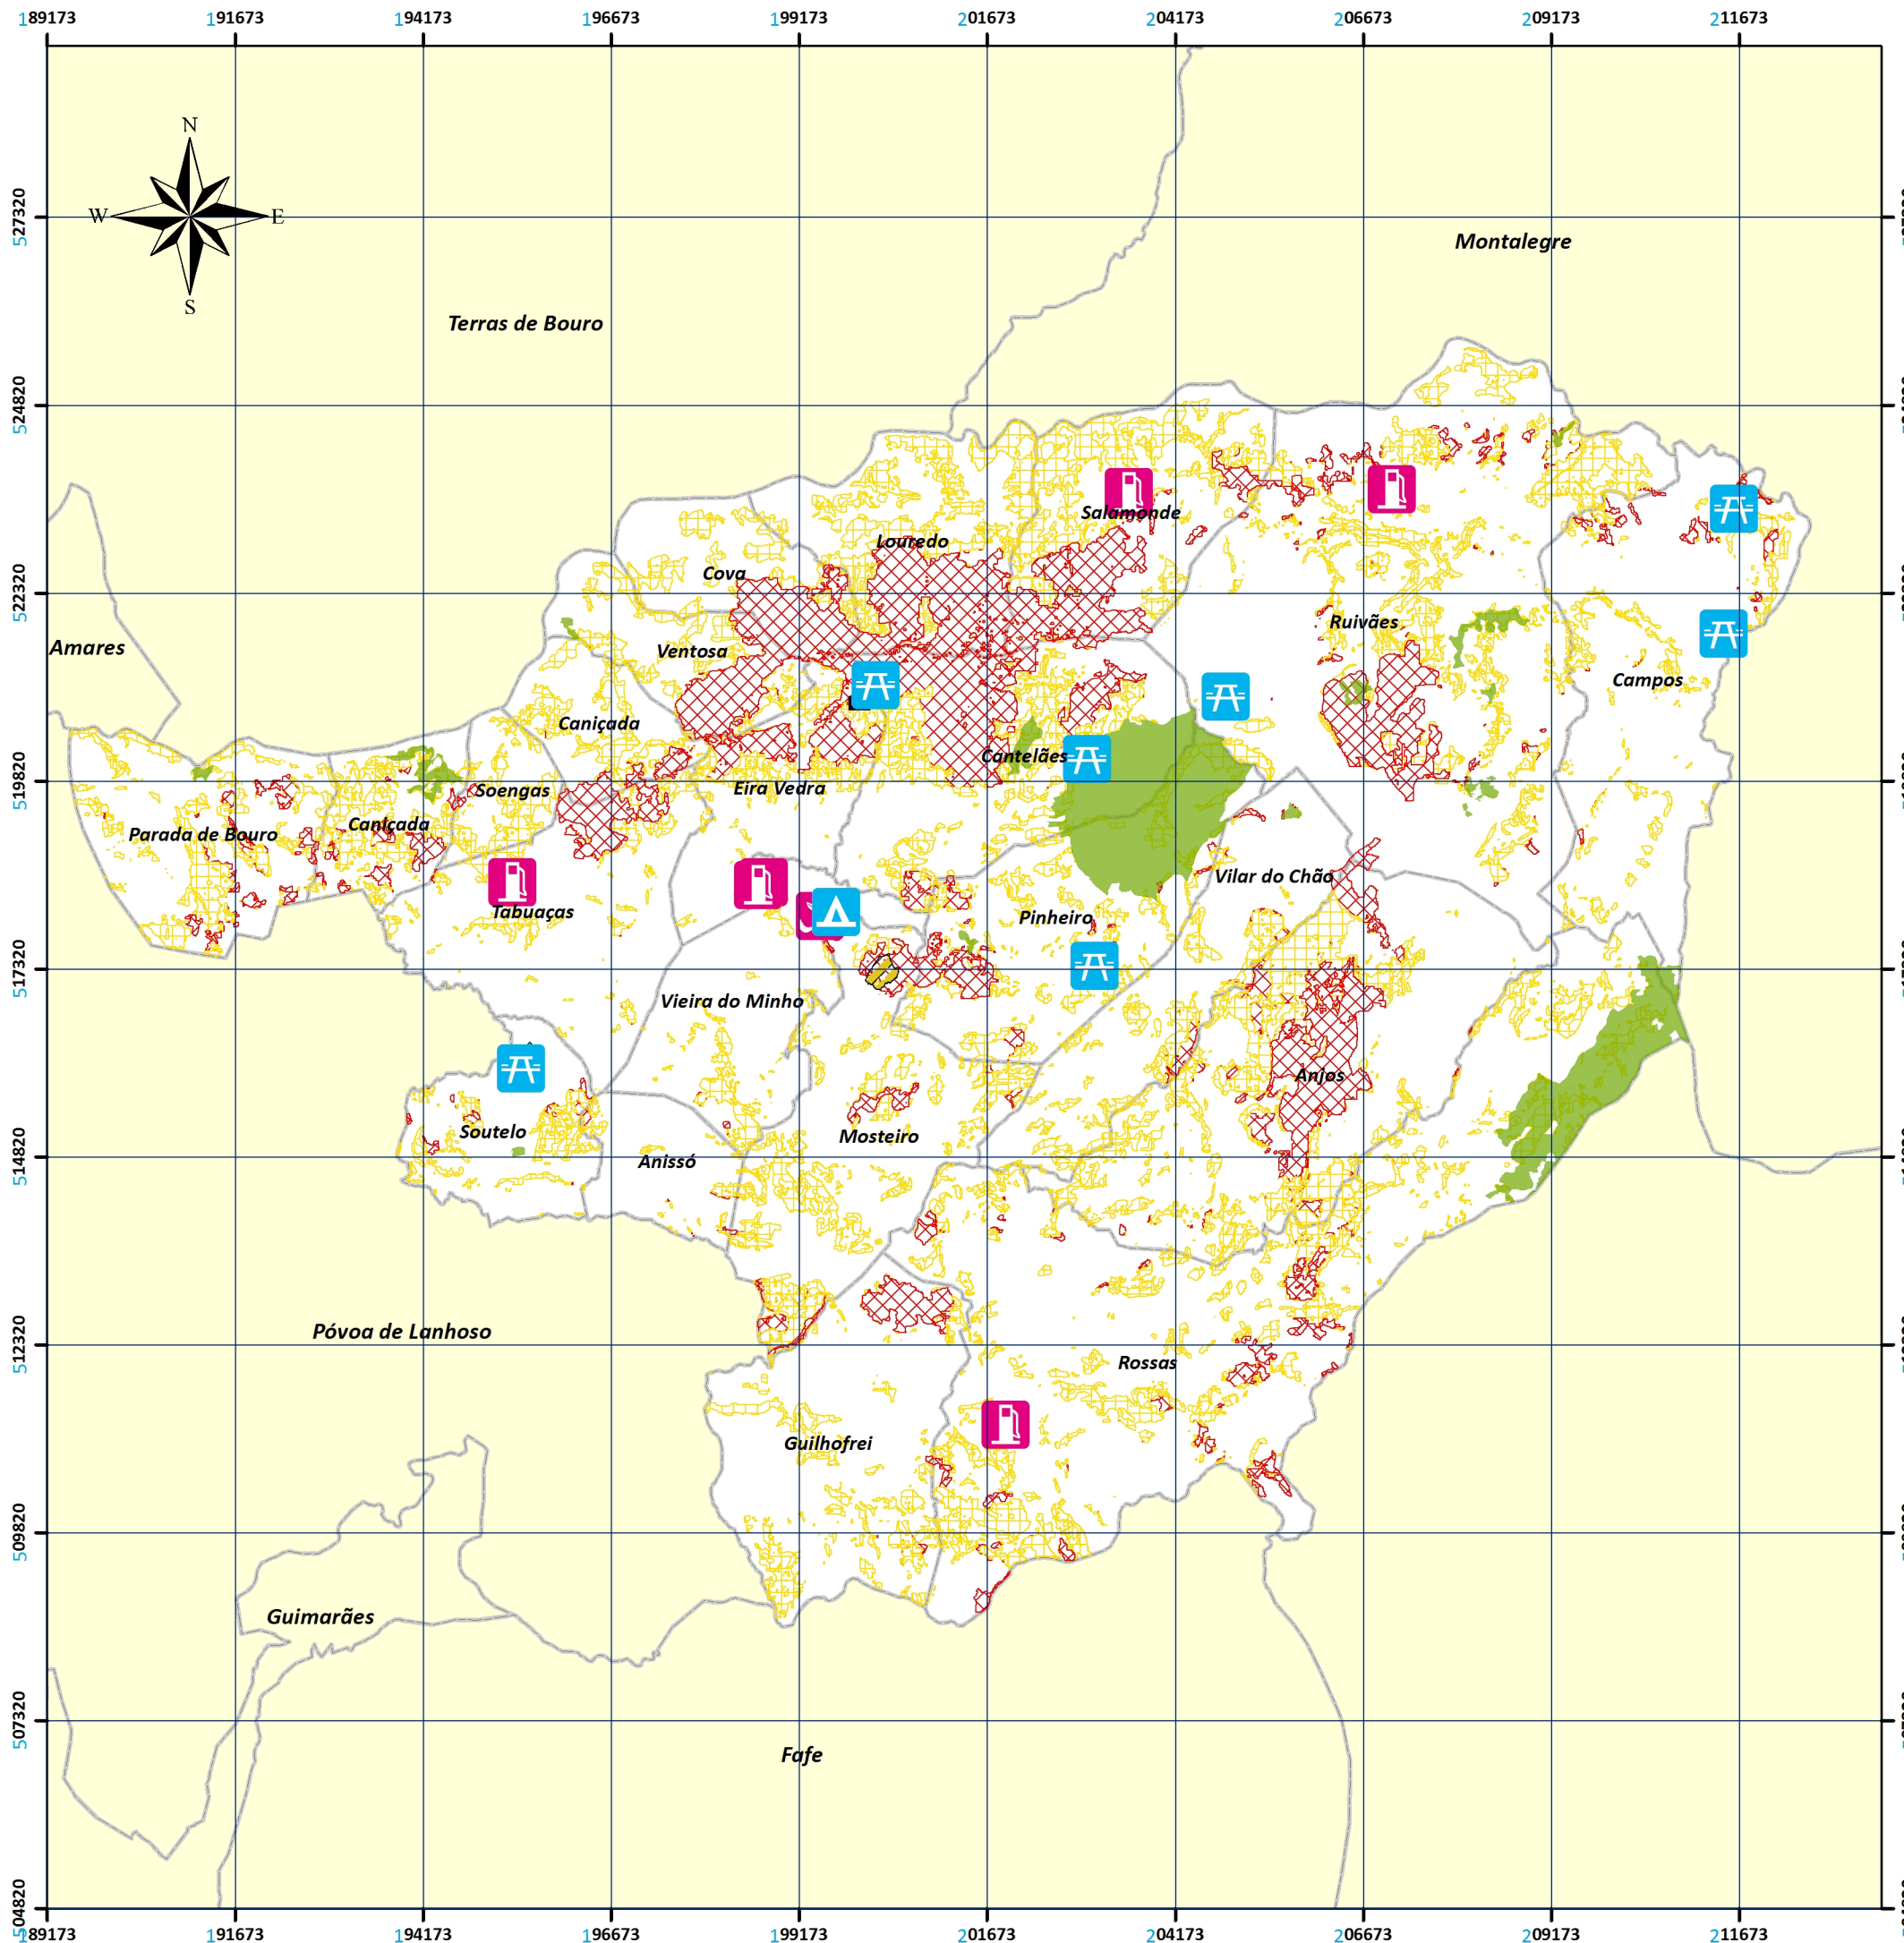 189173 191673 194173 196673 199173 201673 204173 206673 209173 211673
N
W E
S
527320
Montalegre
Terras de Bouro
524820
Salamonde
Louredo
Cova
522320
Ruivães
Amares
Ventosa
Campos
Caniçada
Cantelães
519820
Eira Vedra
Soengas
Caniçada
Parada de Bouro
Vilar do Chão
Tabuaças
Pinheiro
517320
Vieira do Minho
Anjos
Soutelo
Mosteiro
514820
Anissó
Póvoa de Lanhoso
512320
Rossas
Guilhofrei
509820
Guimarães
507320
Fafe
504820
189173 191673 194173 196673 199173 201673 204173 206673 209173 211673